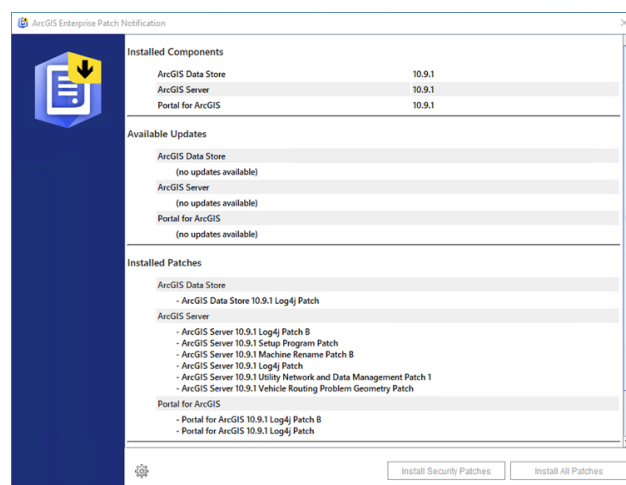 ArcGIS Enterprise Patch Notification
Installed Components
ArcGIS Data Store 10.9.1
ArcGIS Server 10.9.1
Portal for ArcGIS 10.9.1
Available Updates
ArcGIS Data Store
(no updates available)
ArcGIS Server
(no updates available)
Portal for ArcGIS
(no updates available)
Installed Patches
ArcGIS Data Store
- ArcGIS Data Store 10.9.1 Log4j Patch
ArcGIS Server
- ArcGIS Server 10.9.1 Log4j Patch B
- ArcGIS Server 10.9.1 Setup Program Patch
- ArcGIS Server 10.9.1 Machine Rename Patch B
- ArcGIS Server 10.9.1 Log4j Patch
- ArcGIS Server 10.9.1 Utility Network and Data Management Patch 1
- ArcGIS Server 10.9.1 Vehicle Routing Problem Geometry Patch
Portal for ArcGIS
- Portal for ArcGIS 10.9.1 Log4j Patch B
- Portal for ArcGIS 10.9.1 Log4j Patch
Install Security Patches Install All Patches